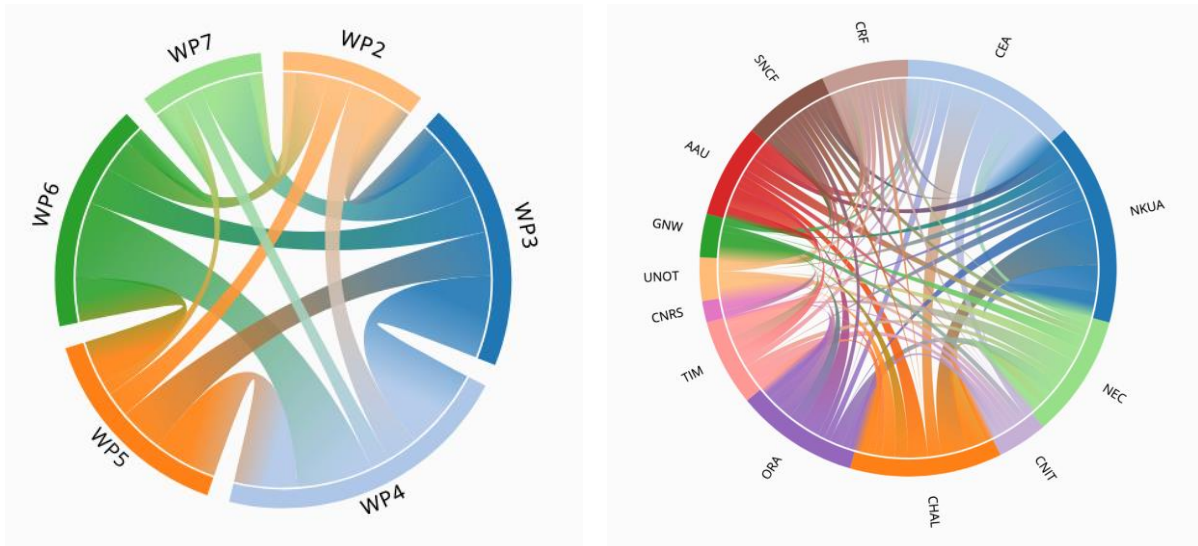 WP7
WP2
WP3
WP4
WP5
WP6
CRF
CEA
NKUA
NEC
CNIT
CHAL
ORA
TIM
CNRS
UNOT
GNW
AAU
SNCF